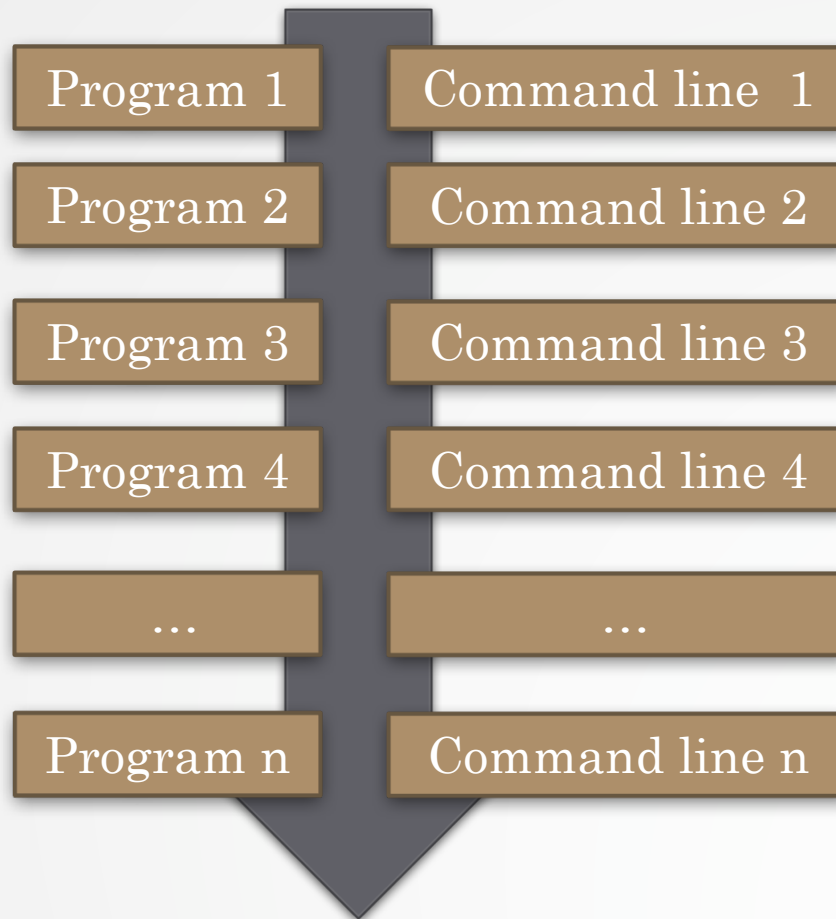 Program 1 Command line  1
Program 2 Command line 2
Program 3 Command line 3
Program 4 Command line 4
... ...
Program n Command line n